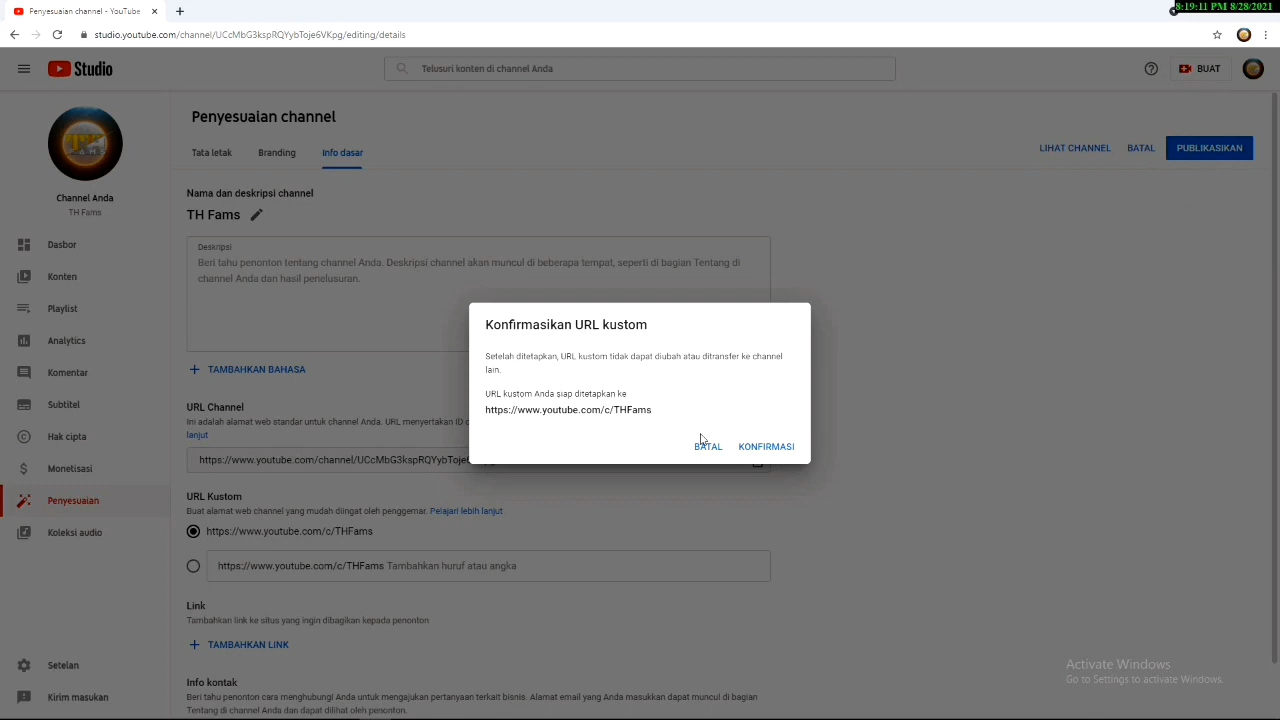 Penyesuaian channel - YouTube
8:19:11 PM 8/28/2021
studio.youtube.com/channel/UCcMbG3kspRQYybToje6VKpg/editing/details
Studio
Telusuri konten di channel Anda
BUAT
Penyesuaian channel
Tata letak
Branding
Info dasar
LIHAT CHANNEL
BATAL
PUBLIKASIKAN
Channel Anda
TH Fams
Dasbor
Konten
Playlist
Analytics
Komentar
Subtitel
Hak cipta
Monetisasi
Penyesuaian
Koleksi audio
Setelan
Kirim masukan
Nama dan deskripsi channel
TH Fams
Deskripsi
Beri tahu penonton tentang channel Anda. Deskripsi channel akan muncul di beberapa tempat, seperti di bagian Tentang di
channel Anda dan hasil penelusuran.
TAMBAHKAN BAHASA
URL Channel
Ini adalah alamat web standar untuk channel Anda. URL menyertakan ID
lanjut
https://www.youtube.com/channel/UCcMbG3kspRQYybToje
URL Kustom
Buat alamat web channel yang mudah diingat oleh penggemar. Pelajari lebih lanjut
https://www.youtube.com/c/THFams
https://www.youtube.com/c/THFams Tambahkan huruf atau angka
Link
Tambahkan link ke situs yang ingin dibagikan kepada penonton
TAMBAHKAN LINK
Info kontak
Beri tahu penonton cara menghubungi Anda untuk mengajukan pertanyaan terkait bisnis. Alamat email yang Anda masukkan dapat muncul di bagian
Tentang di channel Anda dan dapat dilihat oleh penonton.
Konfirmasikan URL kustom
Setelah ditetapkan, URL kustom tidak dapat diubah atau ditransfer ke channel
lain.
URL kustom Anda siap ditetapkan ke
https://www.youtube.com/c/THFams
BATAL
KONFIRMASI
Activate Windows
Go to Settings to activate Windows.